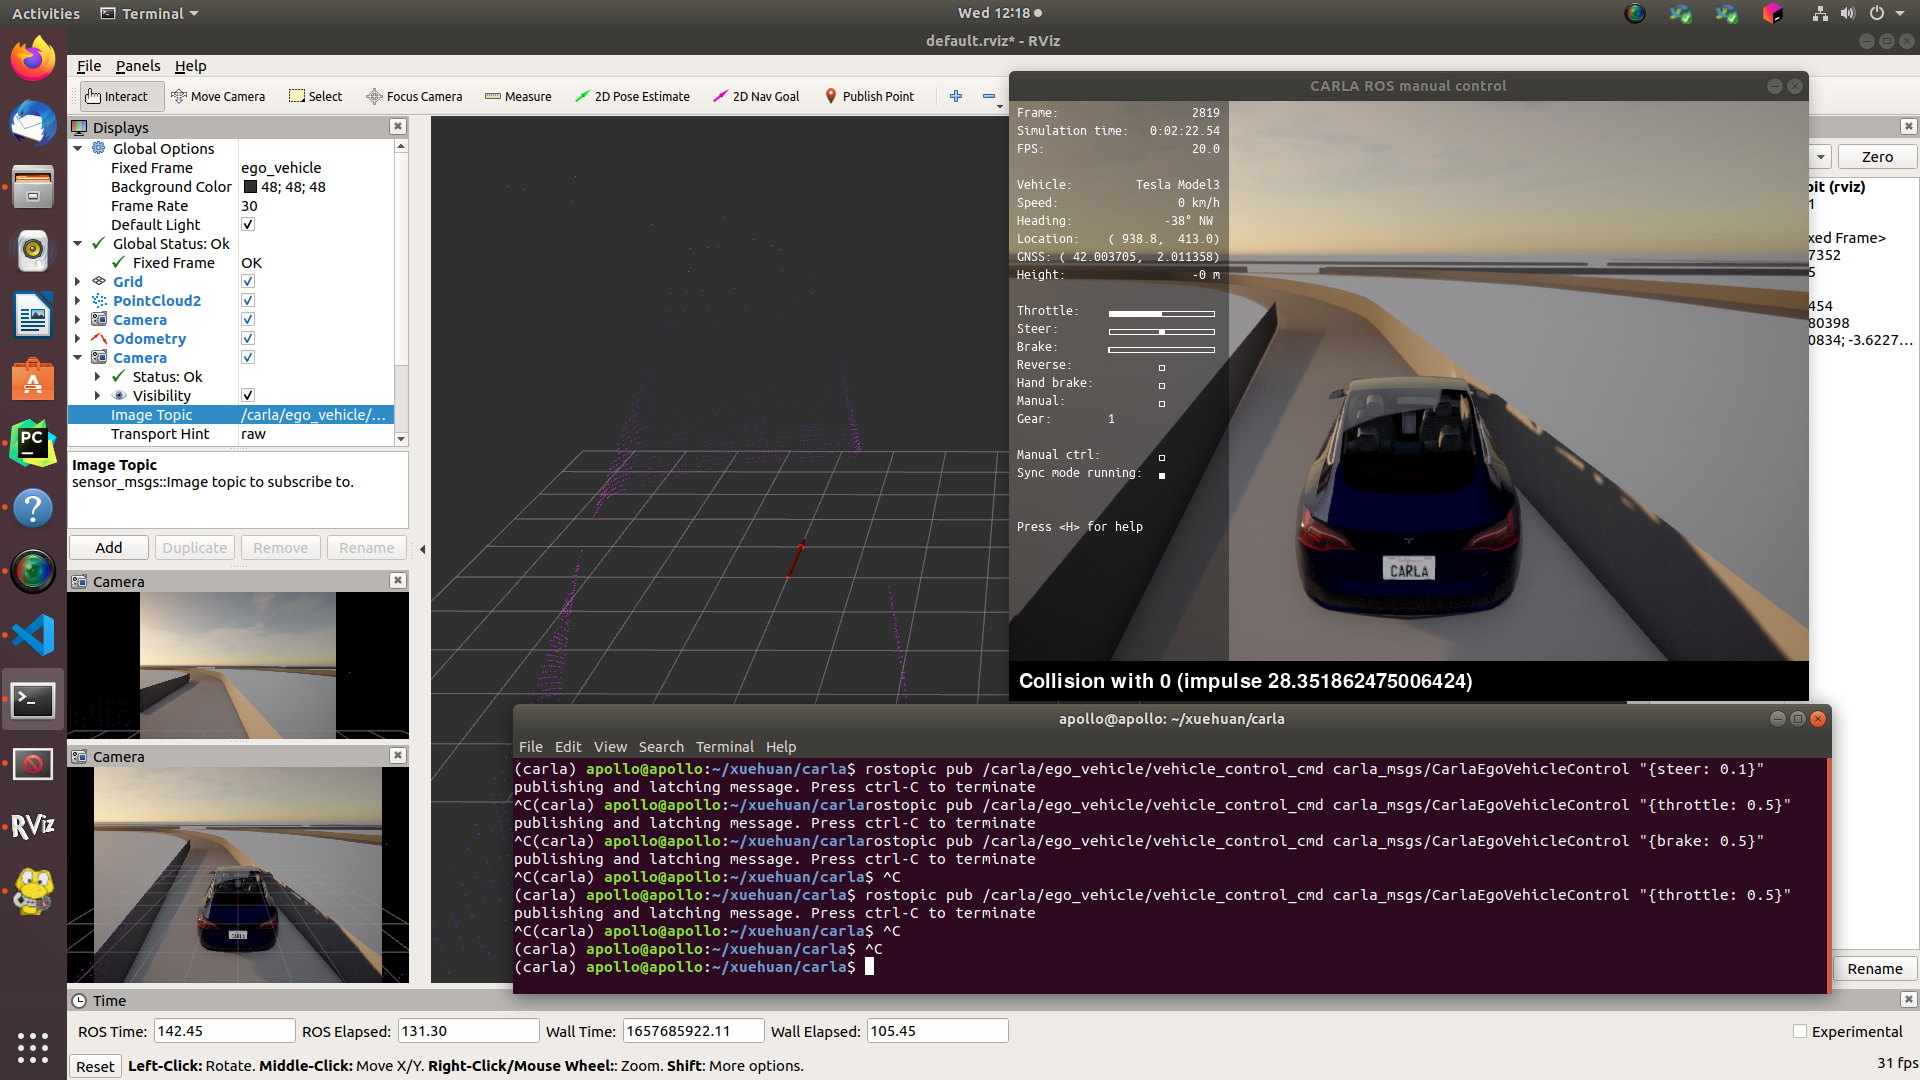 Activities
Terminal
Wed 12:18
default.rviz* - RViz
File Panels Help
Interact Move Camera Select Focus Camera Measure 2D Pose Estimate 2D Nav Goal Publish Point
Displays
Global Options
Fixed Frame ego_vehicle
Background Color 48; 48; 48
Frame Rate 30
Default Light
Global Status: Ok
Fixed Frame OK
Grid
PointCloud2
Camera
Odometry
Camera
Status: Ok
Visibility
Image Topic /carla/ego_vehicle/...
Transport Hint raw
Image Topic
sensor_msgs::Image topic to subscribe to.
Add Duplicate Remove Rename
Camera
Camera
CARLA
CARLA ROS manual control
Frame: 2819
Simulation time: 0:02:22.54
FPS: 20.0
Vehicle: Tesla Model3
Speed: 0 km/h
Heading: -38° NW
Location: ( 938.8, 413.0)
GNSS: ( 42.003705, 2.011358)
Height: -0 m
Throttle:
Steer:
Brake:
Reverse:
Hand brake:
Manual:
Gear: 1
Manual ctrl:
Sync mode running:
Press <H> for help
CARLA
Collision with 0 (impulse 28.351862475006424)
Zero
bit (rviz)
1
xed Frame>
7352
5
454
80398
0834; -3.6227...
Rename
apollo@apollo: ~/xuehuan/carla
File Edit View Search Terminal Help
(carla) apollo@apollo:~/xuehuan/carla$ rostopic pub /carla/ego_vehicle/vehicle_control_cmd carla_msgs/CarlaEgoVehicleControl "{steer: 0.1}"
publishing and latching message. Press ctrl-C to terminate
^C(carla) apollo@apollo:~/xuehuan/carlarostopic pub /carla/ego_vehicle/vehicle_control_cmd carla_msgs/CarlaEgoVehicleControl "{throttle: 0.5}"
publishing and latching message. Press ctrl-C to terminate
^C(carla) apollo@apollo:~/xuehuan/carlarostopic pub /carla/ego_vehicle/vehicle_control_cmd carla_msgs/CarlaEgoVehicleControl "{brake: 0.5}"
publishing and latching message. Press ctrl-C to terminate
^C(carla) apollo@apollo:~/xuehuan/carla$ ^C
(carla) apollo@apollo:~/xuehuan/carla$ rostopic pub /carla/ego_vehicle/vehicle_control_cmd carla_msgs/CarlaEgoVehicleControl "{throttle: 0.5}"
publishing and latching message. Press ctrl-C to terminate
^C(carla) apollo@apollo:~/xuehuan/carla$ ^C
(carla) apollo@apollo:~/xuehuan/carla$ ^C
(carla) apollo@apollo:~/xuehuan/carla$
PC
RViz
Time
ROS Time: 142.45 ROS Elapsed: 131.30 Wall Time: 1657685922.11 Wall Elapsed: 105.45
Experimental
Reset Left-Click: Rotate. Middle-Click: Move X/Y. Right-Click/Mouse Wheel:: Zoom. Shift: More options.
31 fps